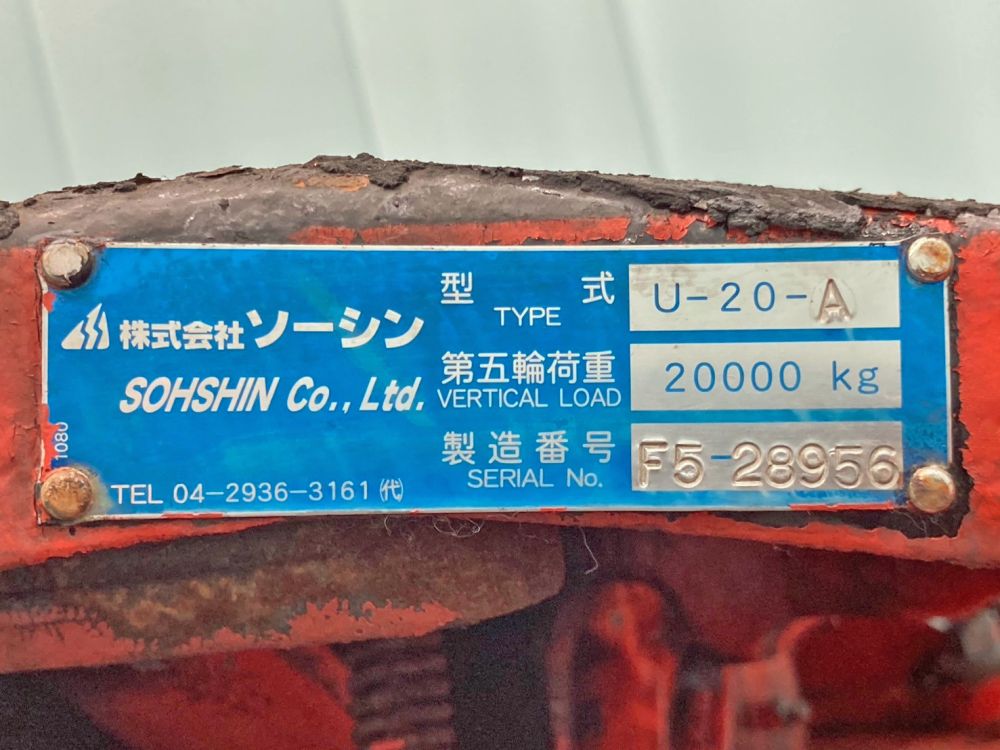 株式会社ソーシン
SOHSHIN Co., Ltd.
TEL 04-2936-3161 ㈹
型式 U-20-A
TYPE
第五輪荷重 20000 kg
VERTICAL LOAD
製造番号 F5-28956
SERIAL No.